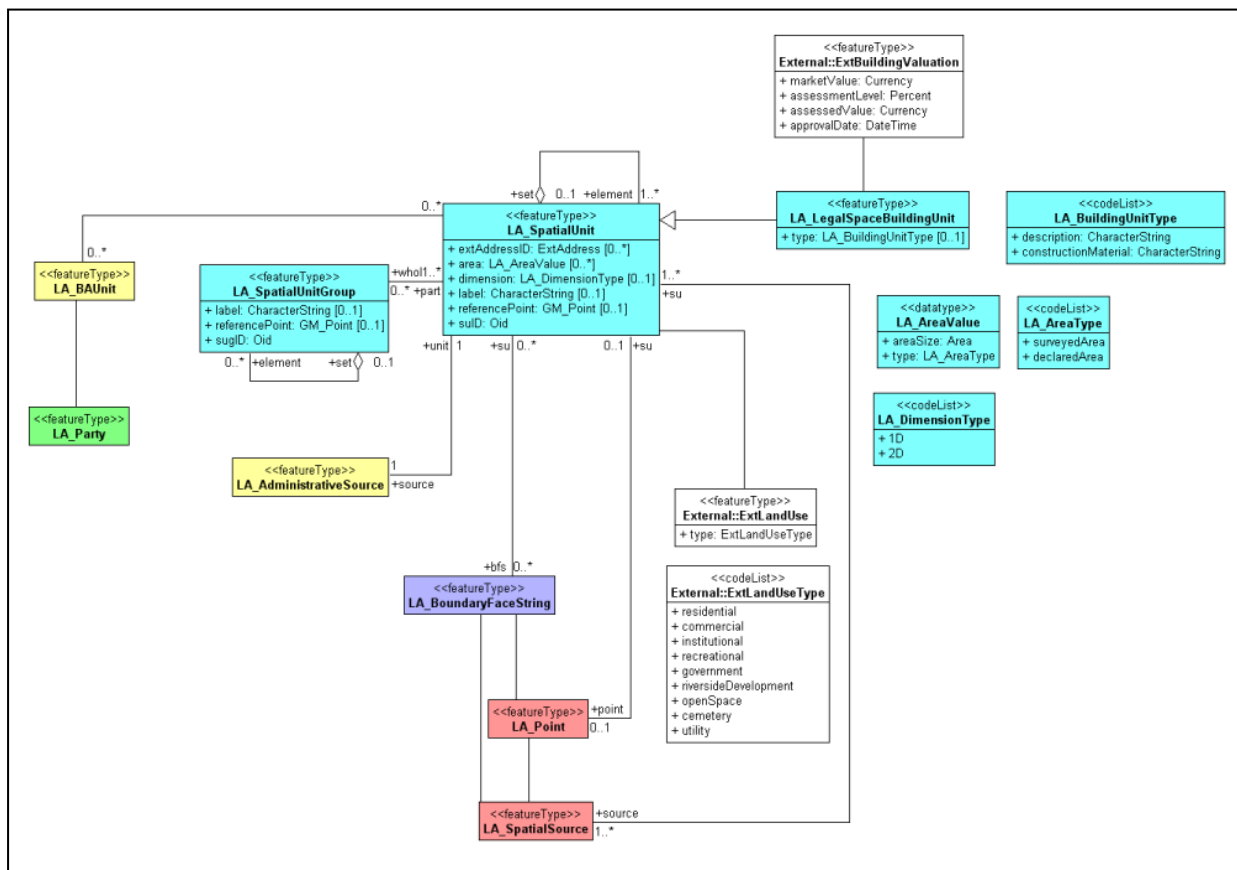 <<featureType>>
External::ExtBuildingValuation
+ marketValue: Currency
+ assessmentLevel: Percent
+ assessedValue: Currency
+ approvalDate: DateTime
+set 0..1 +element 1..*
0..*
<<featureType>>
LA_SpatialUnit
+ extAddressID: ExtAddress [0..*]
+ area: LA_AreaValue [0..*]
+ dimension: LA_DimensionType [0..1]
+ label: CharacterString [0..1]
+ referencePoint: GM_Point [0..1]
+ suID: Oid
<<featureType>>
LA_LegalSpaceBuildingUnit
+ type: LA_BuildingUnitType [0..1]
<<codeList>>
LA_BuildingUnitType
+ description: CharacterString
+ constructionMaterial: CharacterString
0..*
<<featureType>>
LA_BAUnit
<<featureType>>
LA_SpatialUnitGroup
+ label: CharacterString [0..1]
+ referencePoint: GM_Point [0..1]
+ sugID: Oid
+whol1..*
0..* +part
1..*
+su
<<datatype>>
LA_AreaValue
+ areaSize: Area
+ type: LA_AreaType
<<codeList>>
LA_AreaType
+ surveyedArea
+ declaredArea
+unit 1
+su 0..*
0..1 +su
0..* +element +set 0..1
<<featureType>>
LA_Party
<<codeList>>
LA_DimensionType
+ 1D
+ 2D
<<featureType>>
LA_AdministrativeSource
1
+source
<<featureType>>
External::ExtLandUse
+ type: ExtLandUseType
+bfs 0..*
<<featureType>>
LA_BoundaryFaceString
<<codeList>>
External::ExtLandUseType
+ residential
+ commercial
+ institutional
+ recreational
+ government
+ riversideDevelopment
+ openSpace
+ cemetery
+ utility
<<featureType>>
LA_Point
+point
0..1
<<featureType>>
LA_SpatialSource
+source
1..*